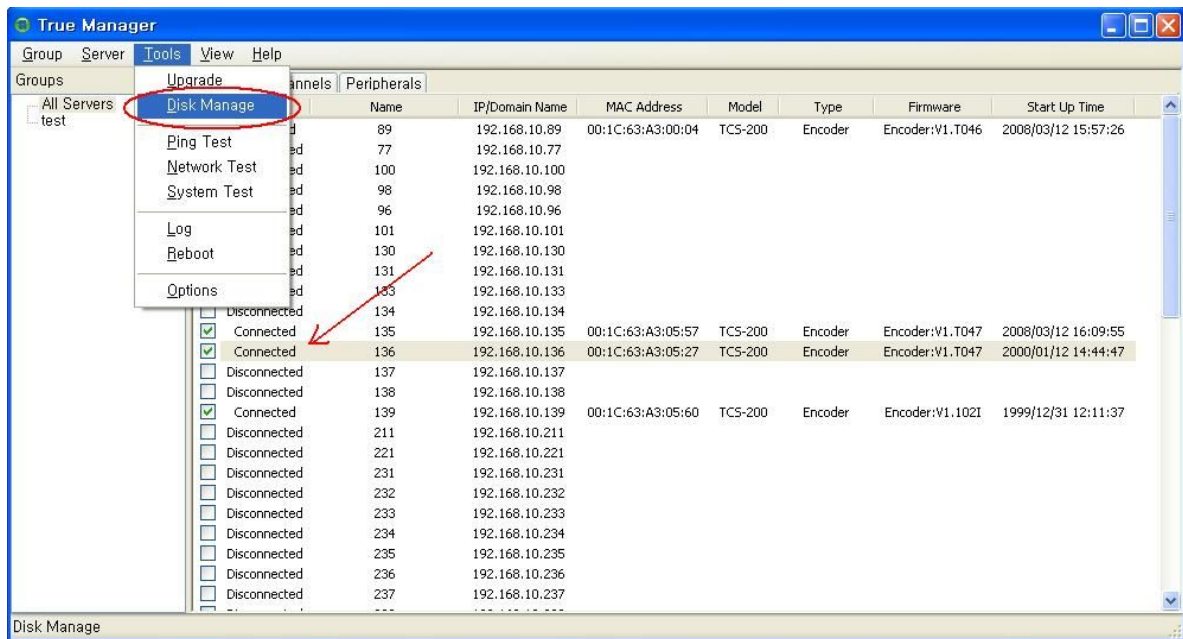 True Manager
Group Server Tools View Help
Groups
All Servers
test
Upgrade
Disk Manage
Ping Test
Network Test
System Test
Log
Reboot
Options
annels Peripherals
Name IP/Domain Name MAC Address Model Type Firmware Start Up Time
d 89 192.168.10.89 00:1C:63:A3:00:04 TCS-200 Encoder Encoder:V1.T046 2008/03/12 15:57:26
ed 77 192.168.10.77
ed 100 192.168.10.100
ed 98 192.168.10.98
ed 96 192.168.10.96
ed 101 192.168.10.101
ed 130 192.168.10.130
ed 131 192.168.10.131
ed 133 192.168.10.133
Disconnected 134 192.168.10.134
Connected 135 192.168.10.135 00:1C:63:A3:05:57 TCS-200 Encoder Encoder:V1.T047 2008/03/12 16:09:55
Connected 136 192.168.10.136 00:1C:63:A3:05:27 TCS-200 Encoder Encoder:V1.T047 2000/01/12 14:44:47
Disconnected 137 192.168.10.137
Disconnected 138 192.168.10.138
Connected 139 192.168.10.139 00:1C:63:A3:05:60 TCS-200 Encoder Encoder:V1.102I 1999/12/31 12:11:37
Disconnected 211 192.168.10.211
Disconnected 221 192.168.10.221
Disconnected 231 192.168.10.231
Disconnected 232 192.168.10.232
Disconnected 233 192.168.10.233
Disconnected 234 192.168.10.234
Disconnected 235 192.168.10.235
Disconnected 236 192.168.10.236
Disconnected 237 192.168.10.237
Disk Manage